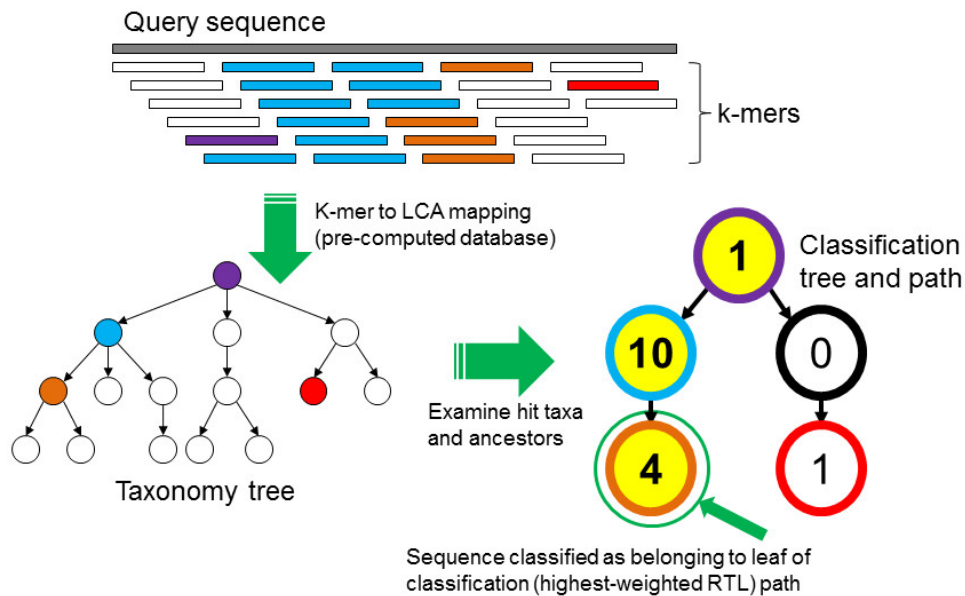 Query sequence
k-mers
K-mer to LCA mapping
(pre-computed database)
1
Classification
tree and path
10
0
Examine hit taxa
and ancestors
4
1
Taxonomy tree
Sequence classified as belonging to leaf of
classification (highest-weighted RTL) path